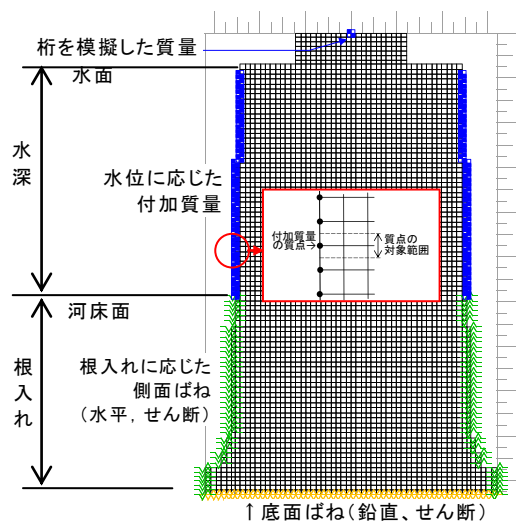 桁を模擬した質量
水面
水深
水位に応じた
付加質量
付加質量
の質点→
質点の
対象範囲
河床面
根入れ
根入れに応じた
側面ばね
(水平, せん断)
↑底面ばね(鉛直、せん断)